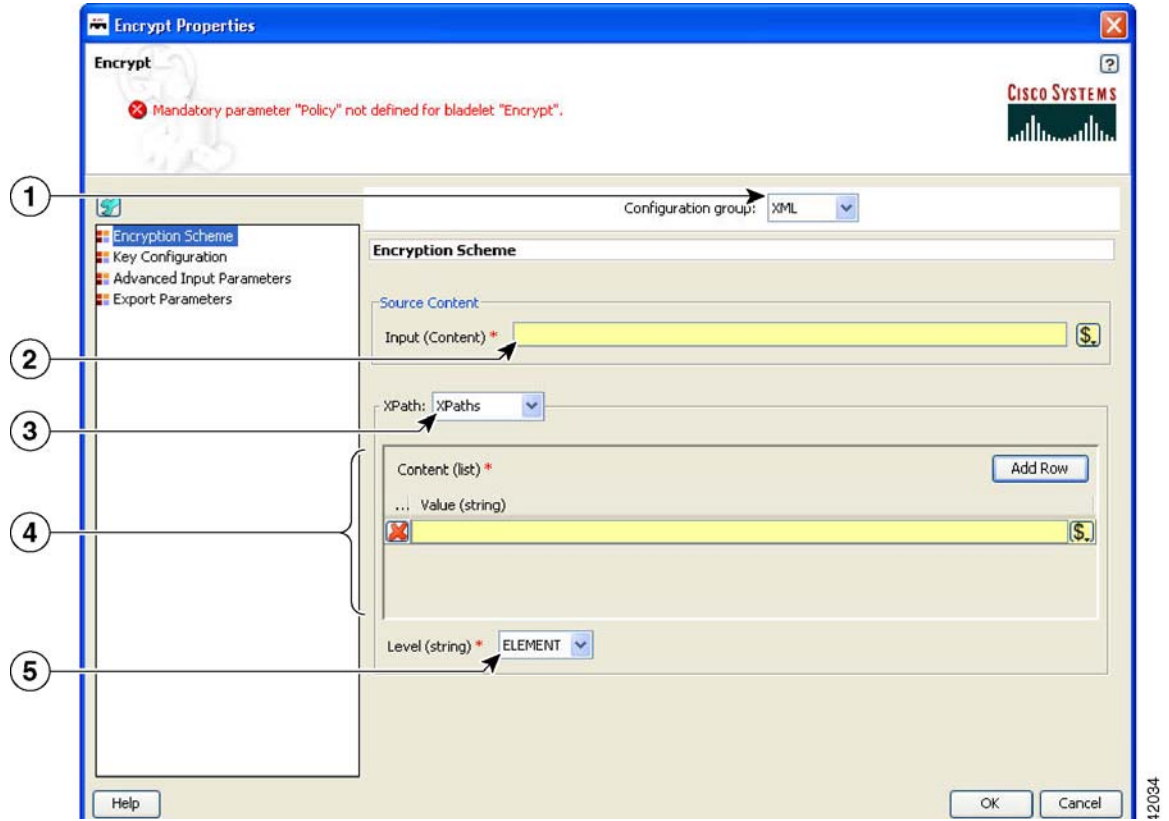 Encrypt Properties
Encrypt
Mandatory parameter "Policy" not defined for bladelet "Encrypt".
CISCO SYSTEMS
1
Configuration group: XML
Encryption Scheme
Key Configuration
Advanced Input Parameters
Export Parameters
Encryption Scheme
Source Content
Input (Content) *
$
2
XPath: XPaths
3
Content (list) *
Add Row
... Value (string)
$
4
Level (string) * ELEMENT
5
Help
OK
Cancel
42034